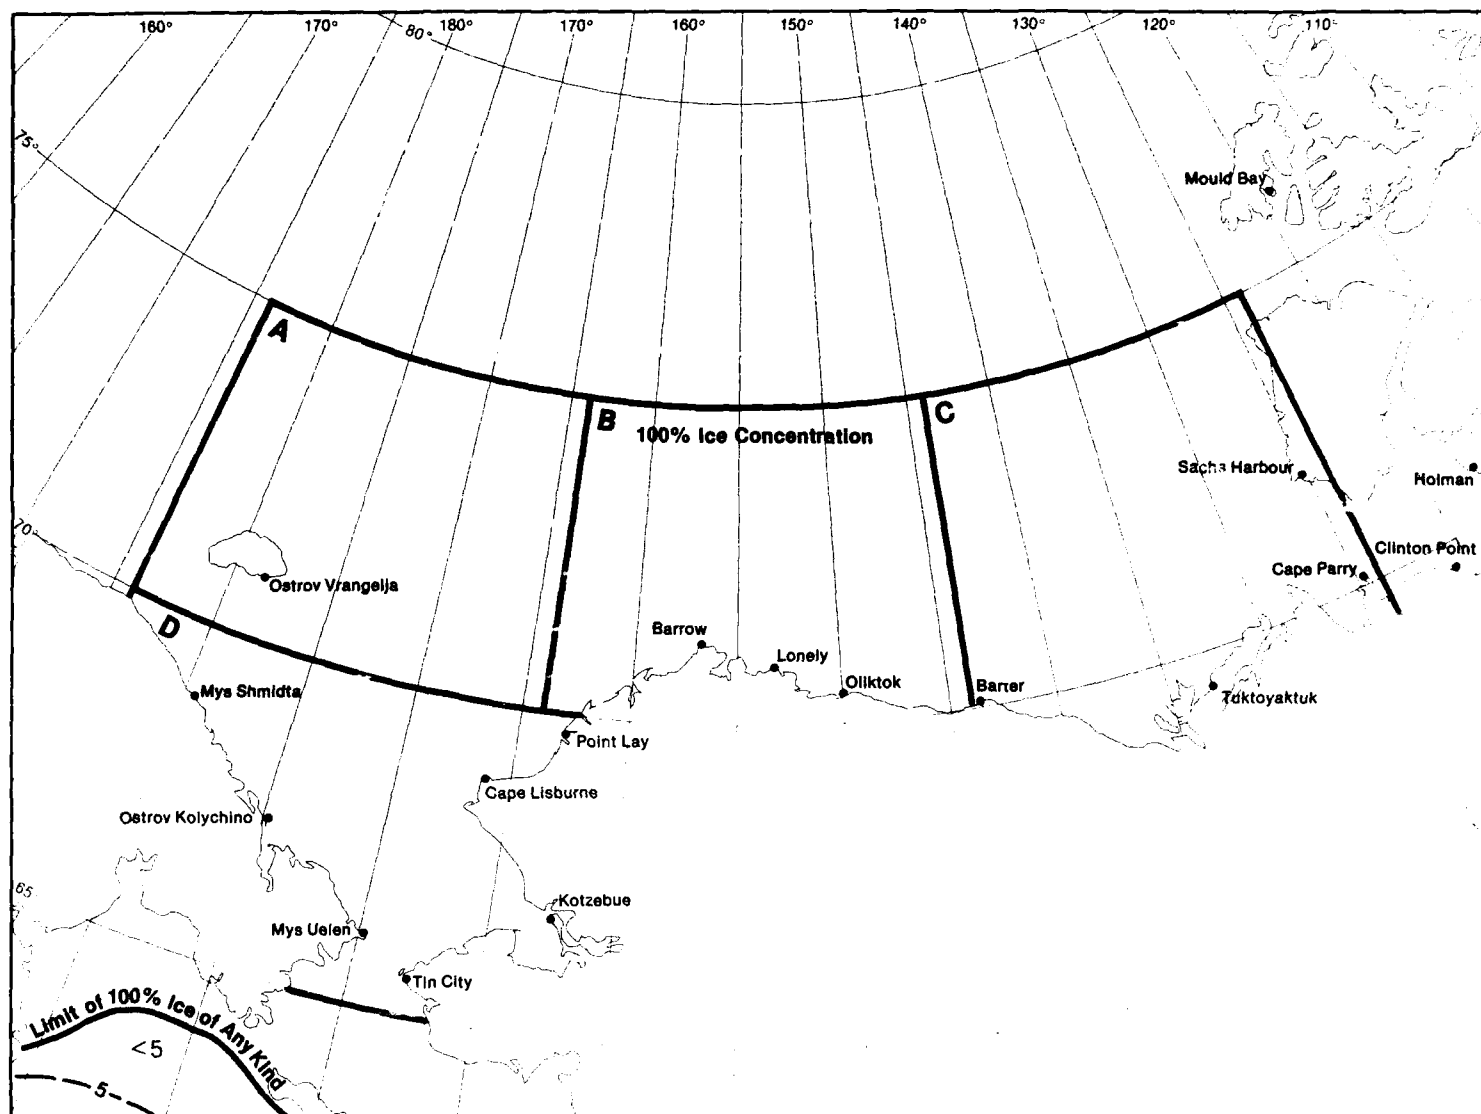 160° 170° 180° 170° 160° 150° 140° 130° 120° 110°
80°
75°
Mould Bay
A
B
C
100% Ice Concentration
Sachs Harbour
Holman
70°
Clinton Point
Cape Parry
Ostrov Vrangelja
D
Barrow
Lonely
Oliktok
Barter
Tuktoyaktuk
Mys Shmidta
Point Lay
Cape Lisburne
Ostrov Kolychino
65
Kotzebue
Mys Uelen
Tin City
Limit of 100% Ice of Any Kind
<5
5